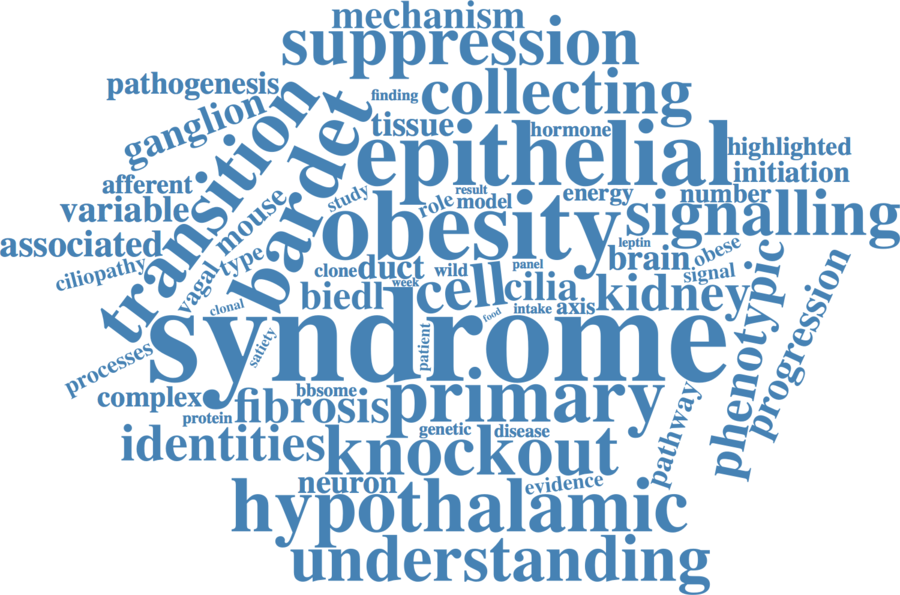 mechanism
suppression
pathogenesis
finding
collecting
ganglion
transition
bardet
tissue
hormone
epithelial
highlighted
afferent
initiation
variable
study
result
role
model
energy
number
mouse
obesity
signalling
associated
leptin
obese
vagal
type
brain
ciliopathy
clone
duct
wild
panel
signal
week
biedl
cell
cilia
kidney
phenotypic
progression
clonal
intake
axis
food
syndrome
satiety
patient
processes
complex
bbsome
primary
protein
fibrosis
pathway
identities
genetic
disease
knockout
neuron
evidence
hypothalamic
understanding